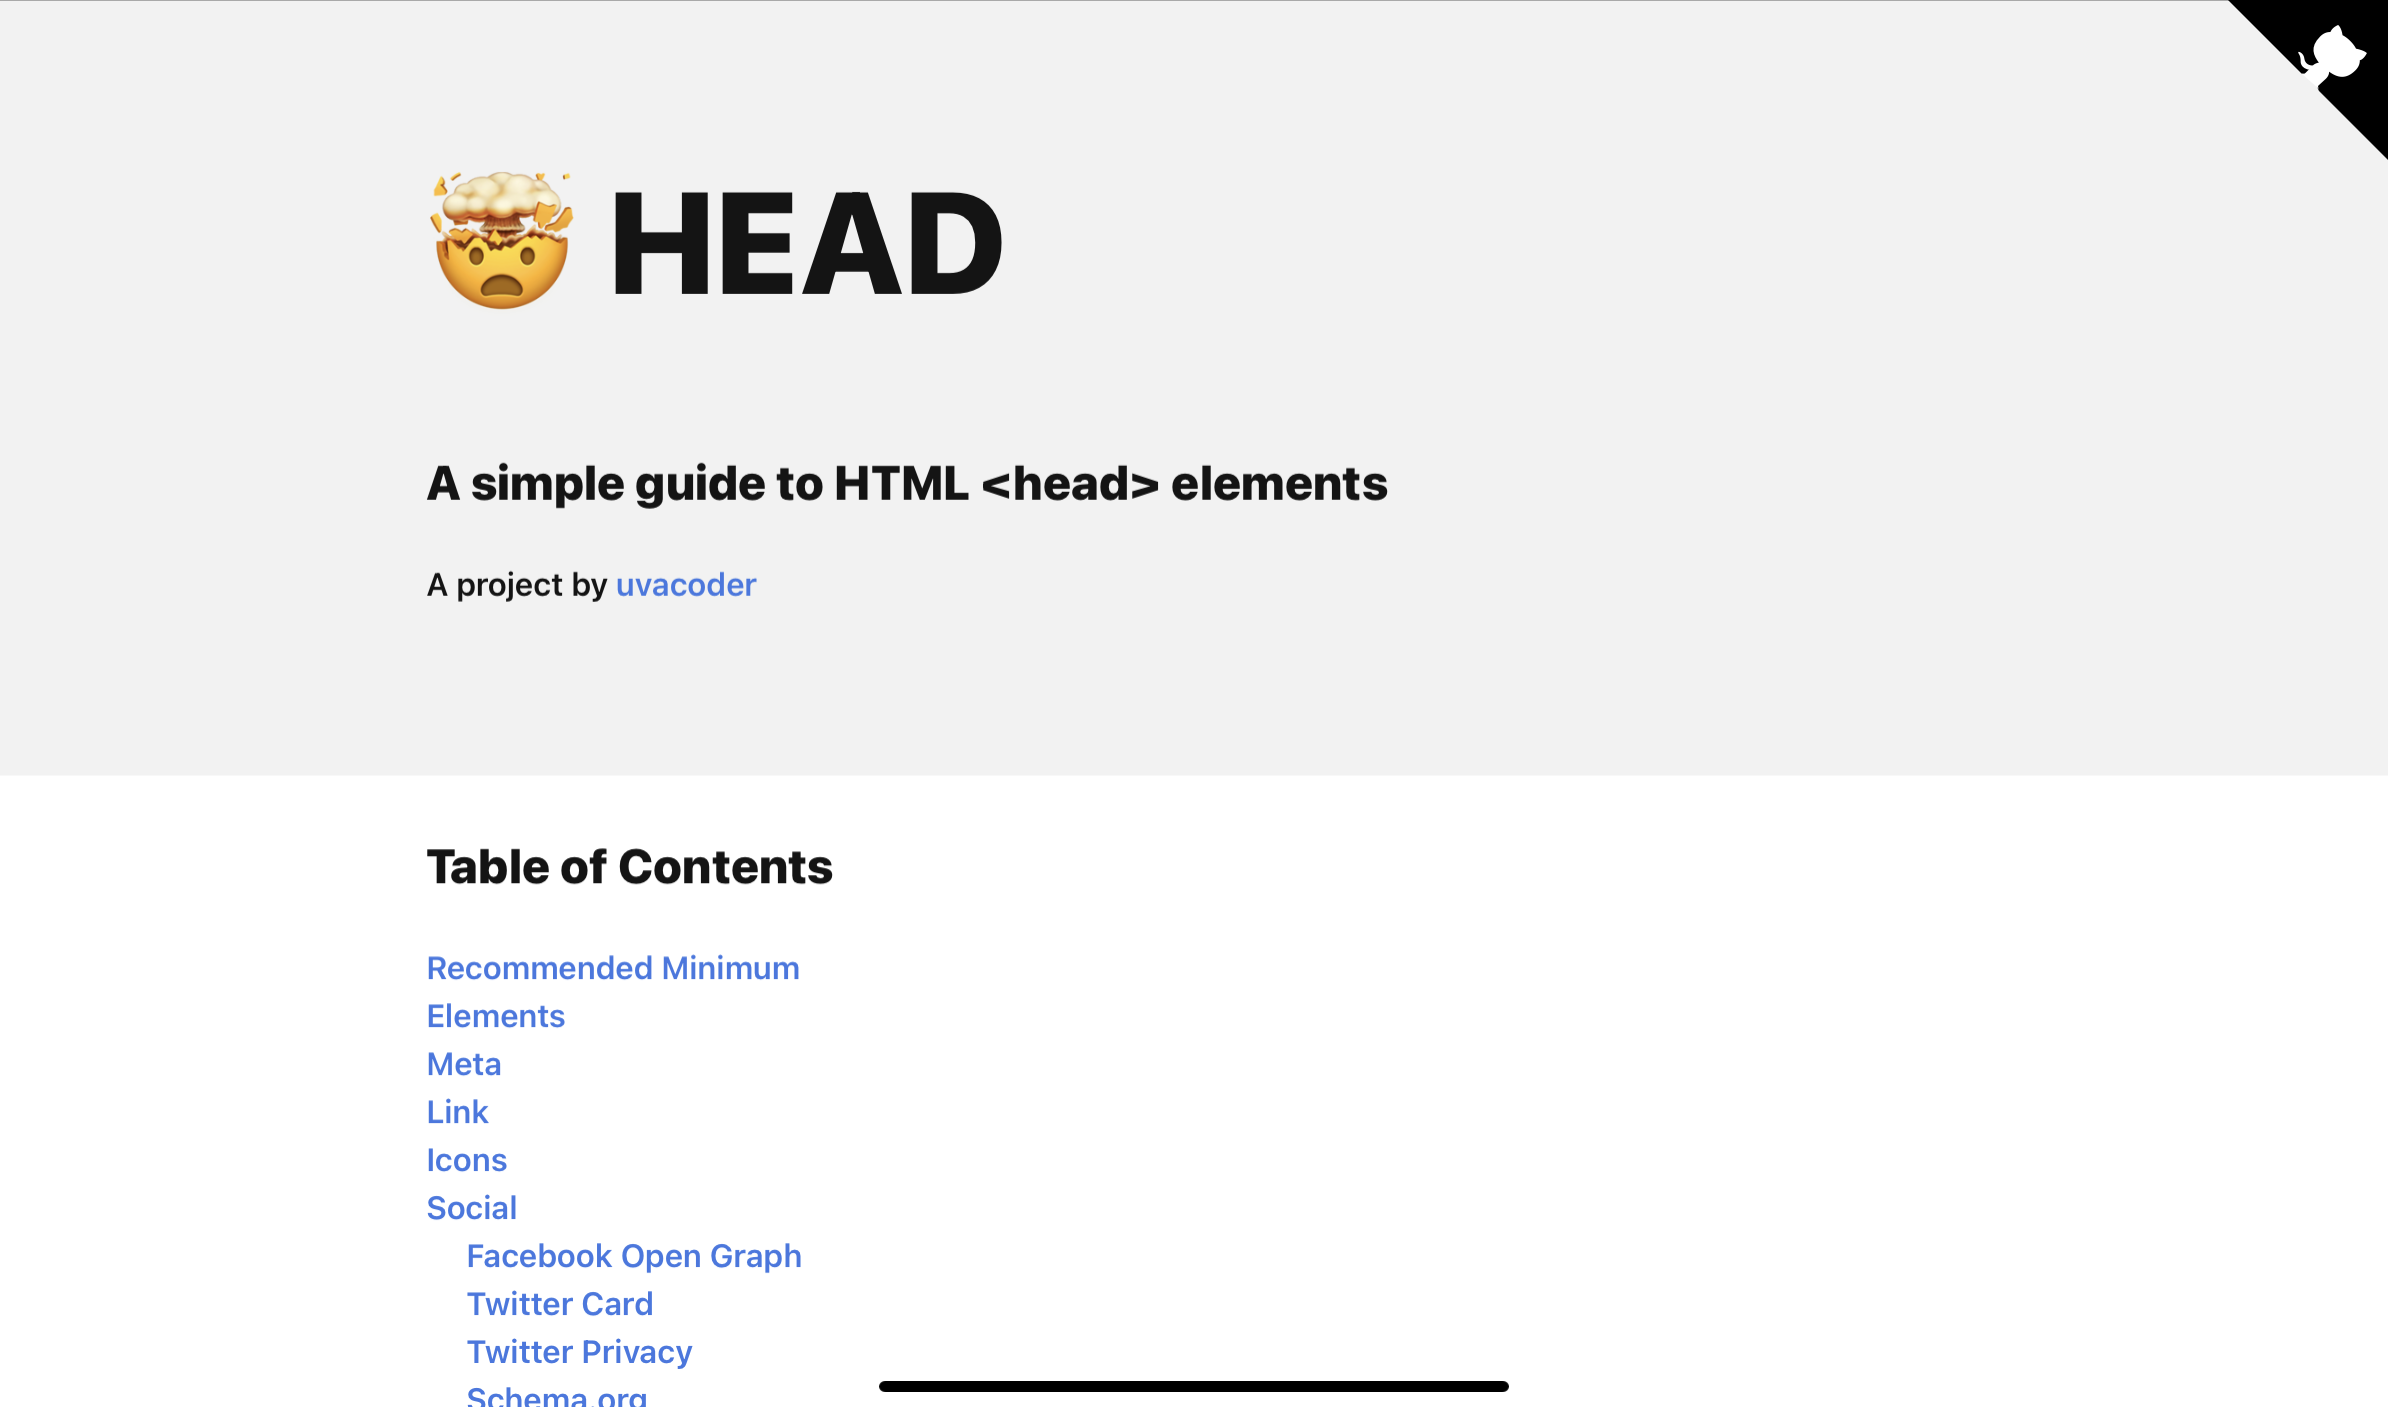 🤯 HEAD
A simple guide to HTML <head> elements
A project by uvacoder
Table of Contents
Recommended Minimum
Elements
Meta
Link
Icons
Social
Facebook Open Graph
Twitter Card
Twitter Privacy
Schema.org